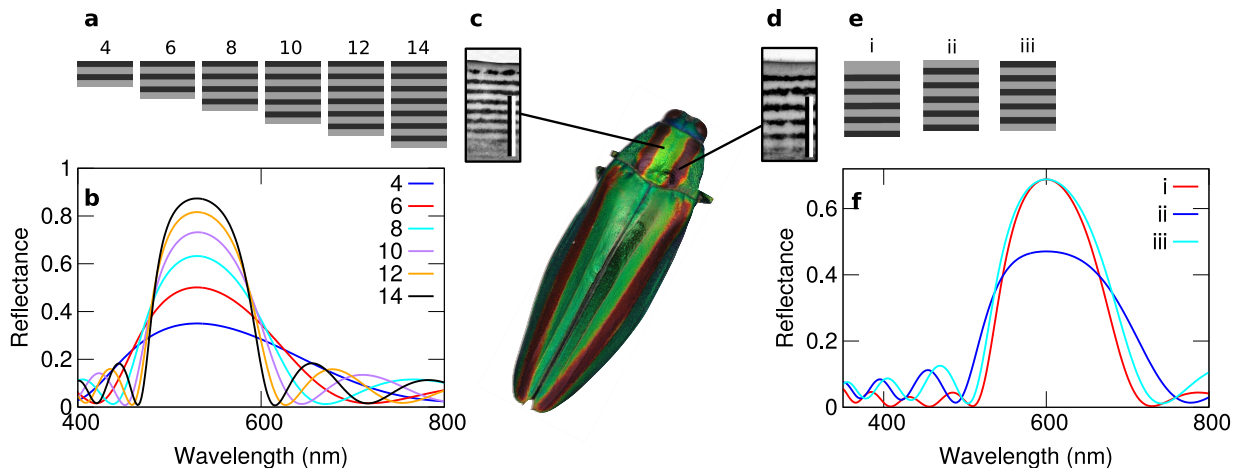 a
4 6 8 10 12 14
b
1
0.8
0.6
0.4
0.2
0
400 600 800
Reflectance
Wavelength (nm)
4
6
8
10
12
14
c
d
e
i ii iii
f
0.6
0.4
0.2
0
400 600 800
Reflectance
Wavelength (nm)
i
ii
iii